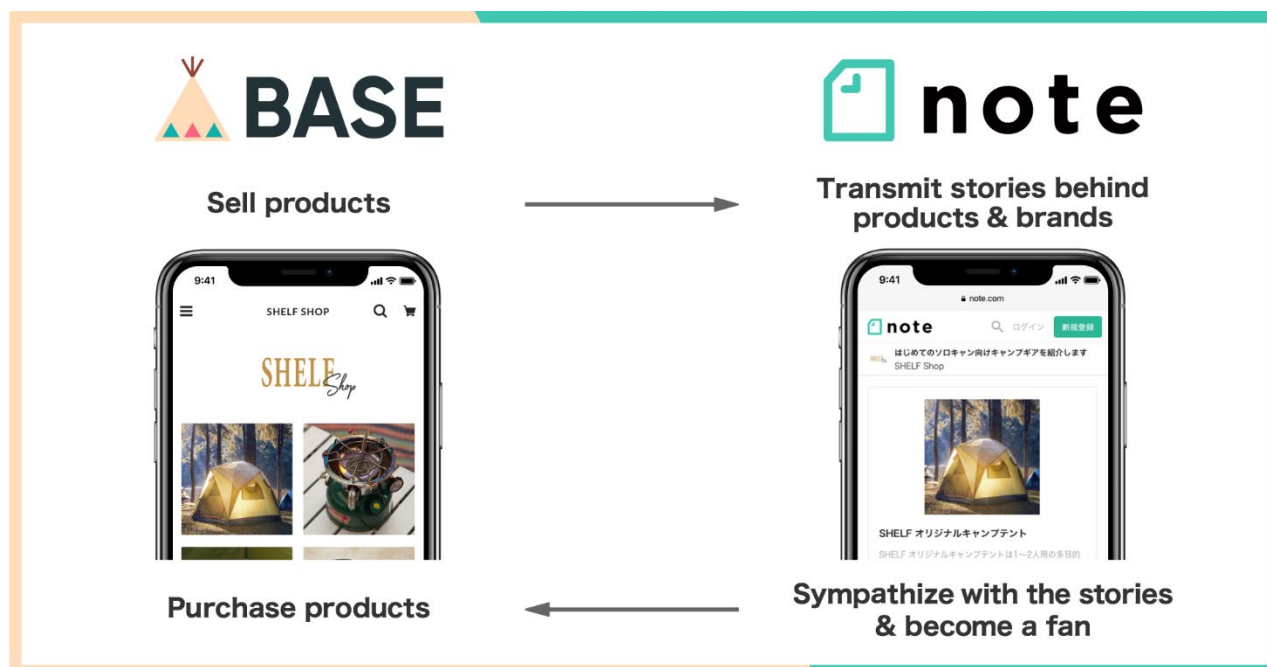 BASE
note
Sell products
Transmit stories behind
products & brands
9:41
SHELF SHOP
SHELF
Shop
9:41
note.com
note
ログイン
新規登録
はじめてのソロキャン向けキャンプギアを紹介します
SHELF Shop
SHELF オリジナルキャンプテント
SHELF オリジナルキャンプテントは1〜2人用の多目的
Purchase products
Sympathize with the stories
& become a fan